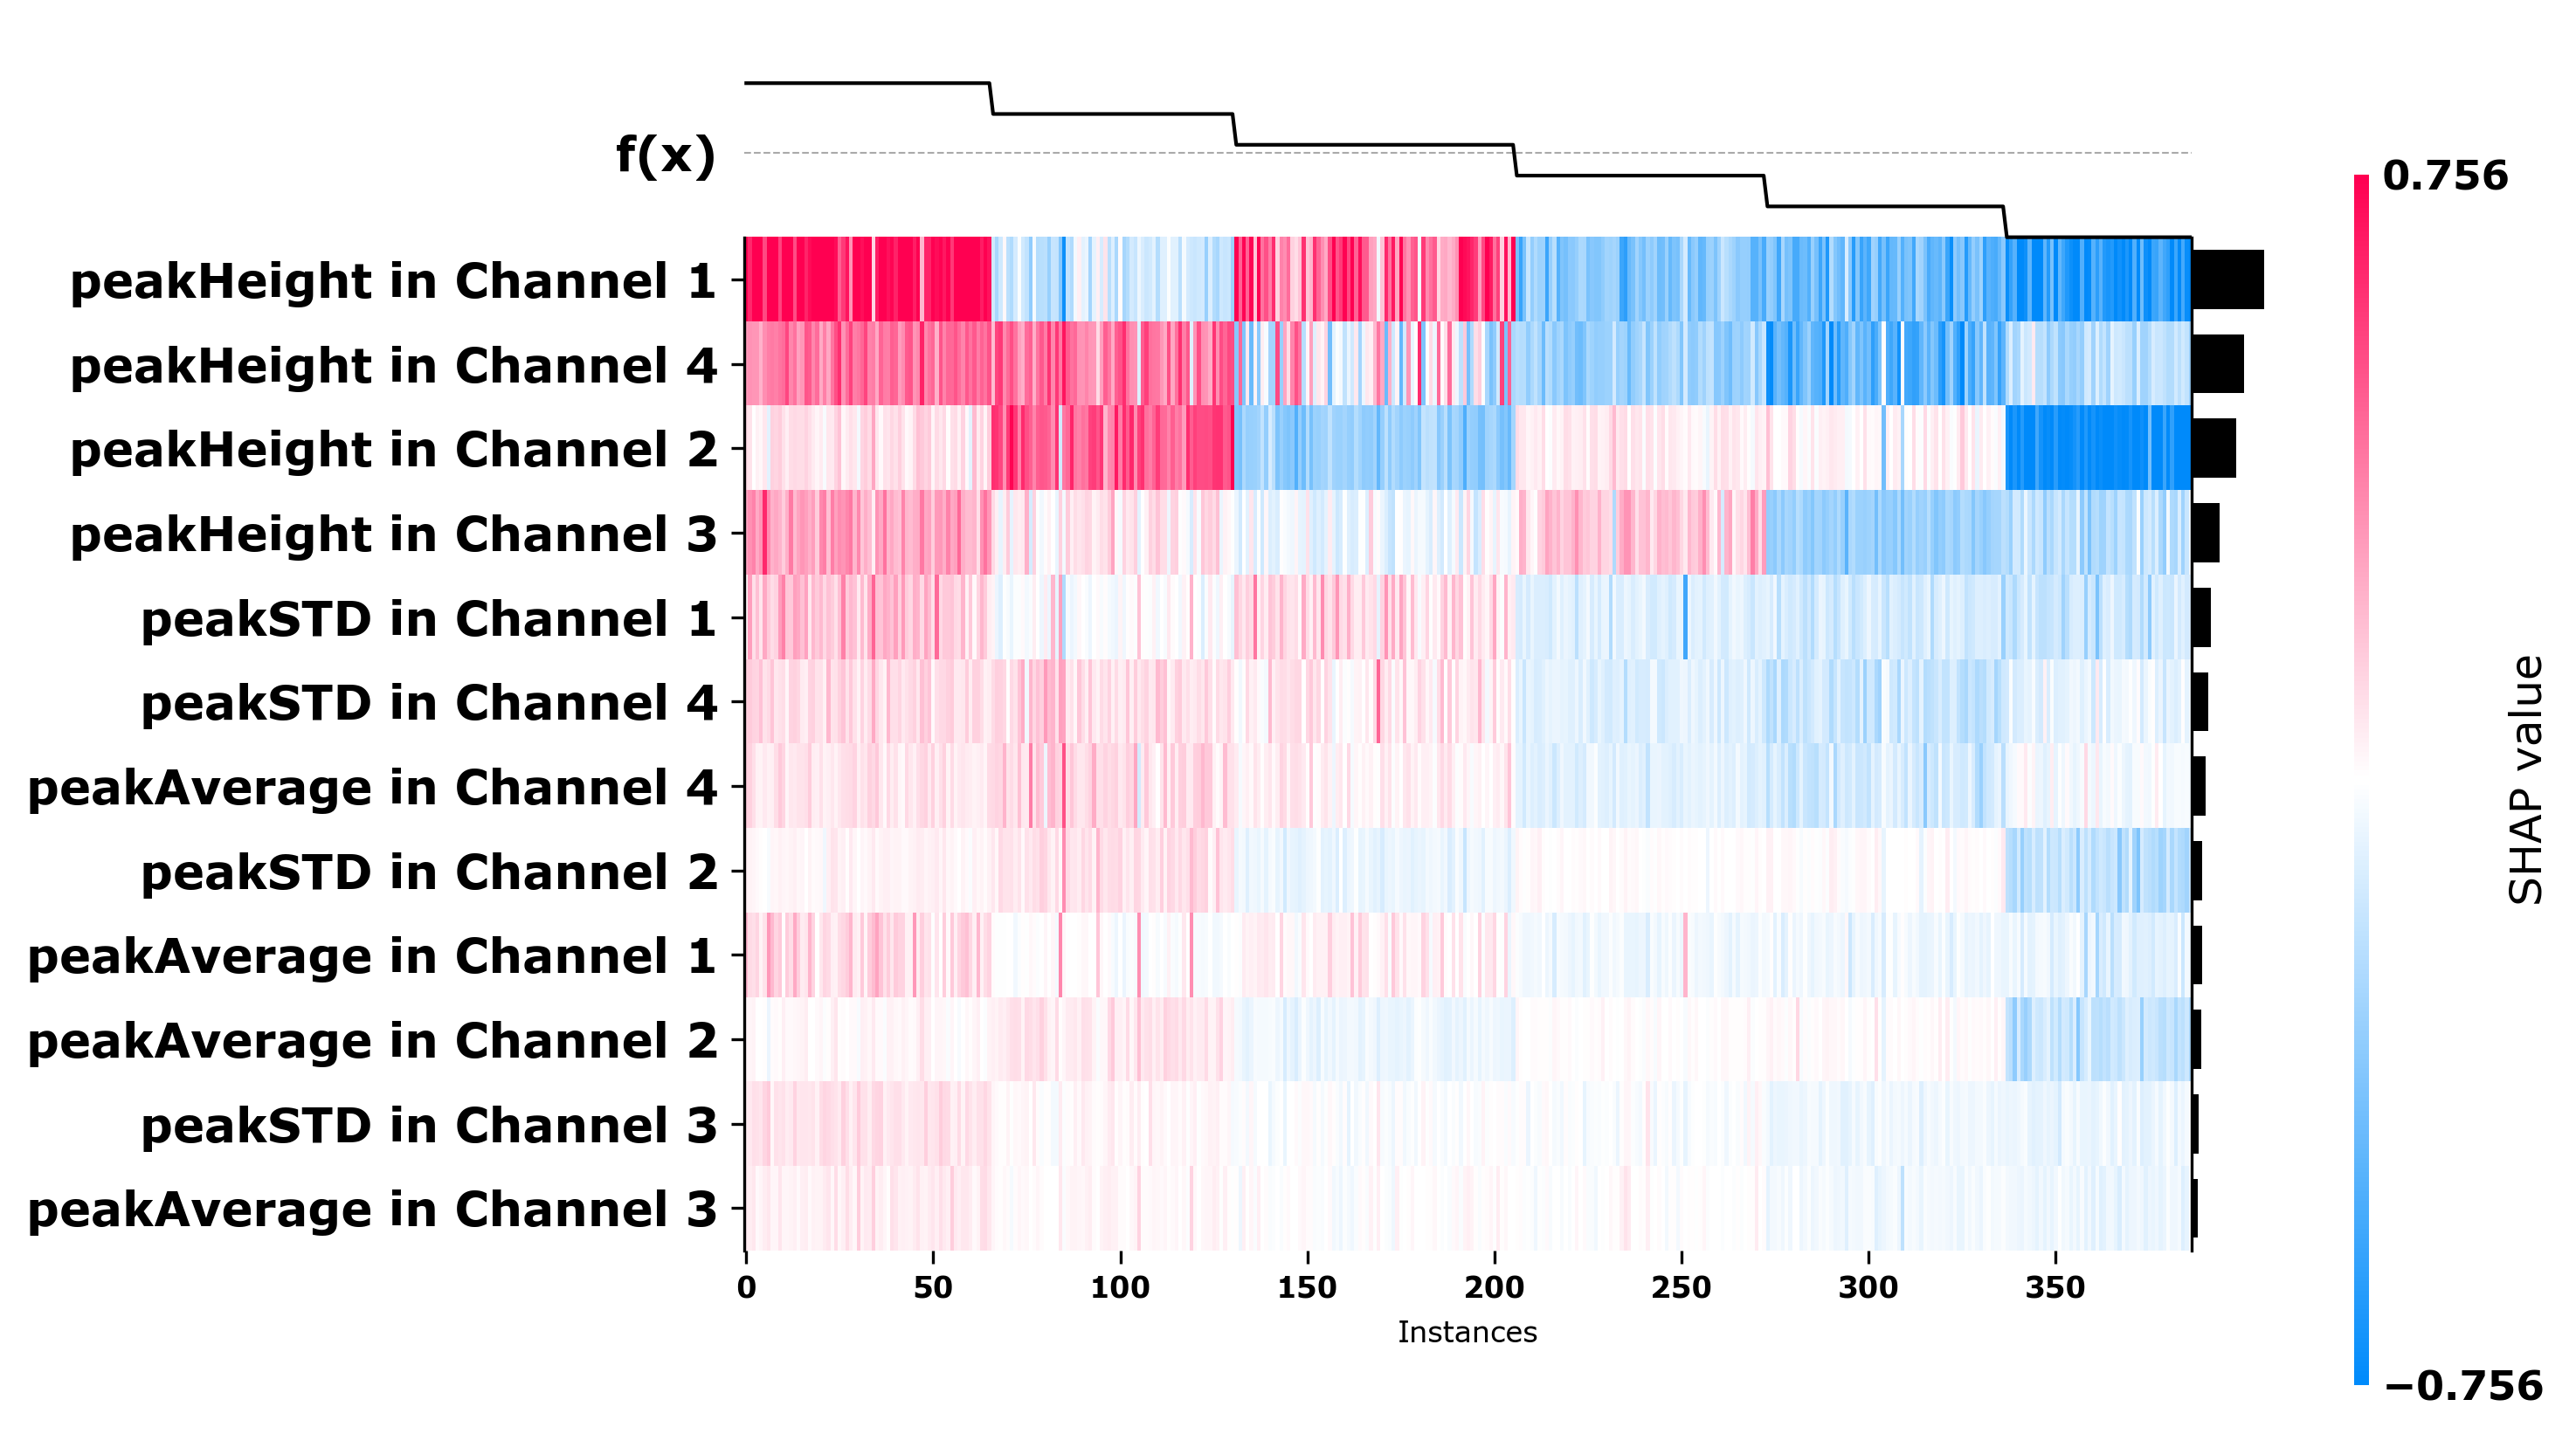 f(x)
peakHeight in Channel 1
peakHeight in Channel 4
peakHeight in Channel 2
peakHeight in Channel 3
peakSTD in Channel 1
peakSTD in Channel 4
peakAverage in Channel 4
peakSTD in Channel 2
peakAverage in Channel 1
peakAverage in Channel 2
peakSTD in Channel 3
peakAverage in Channel 3
0 50 100 150 200 250 300 350
Instances
0.756
SHAP value
−0.756